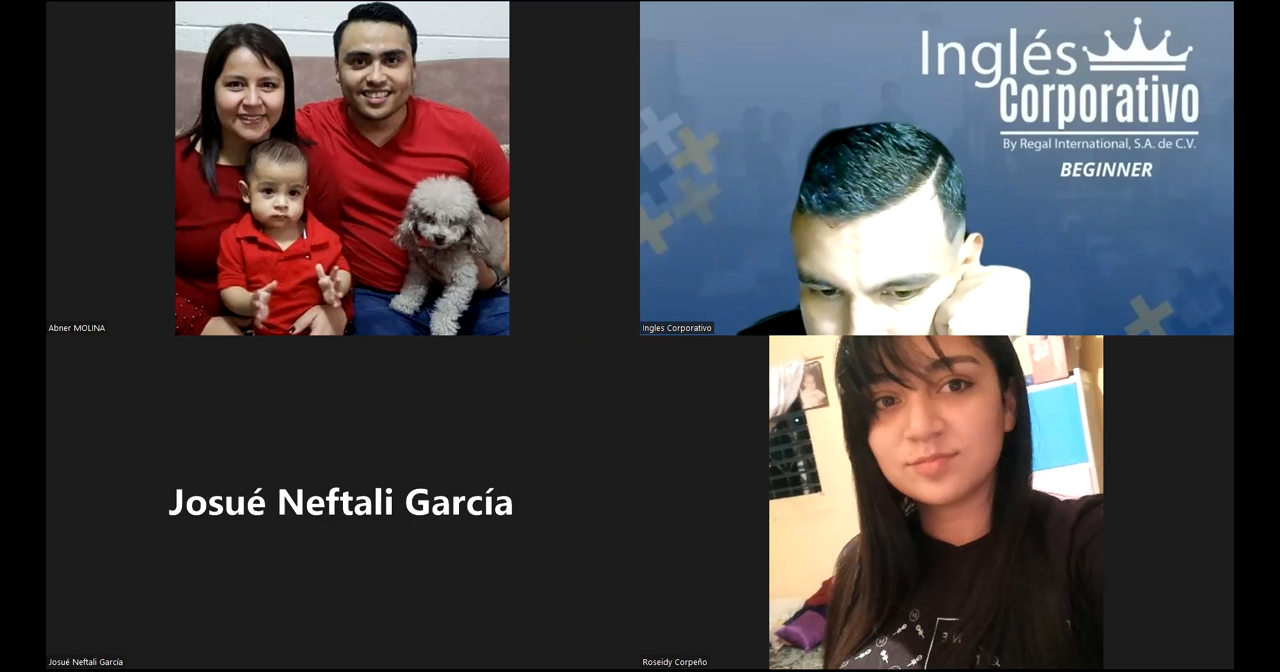 Inglés
Corporativo
By Regal International, S.A. de C.V.
BEGINNER
Abner MOLINA
Ingles Corporativo
Josué Neftali García
Josué Neftali García
Roseidy Corpeño